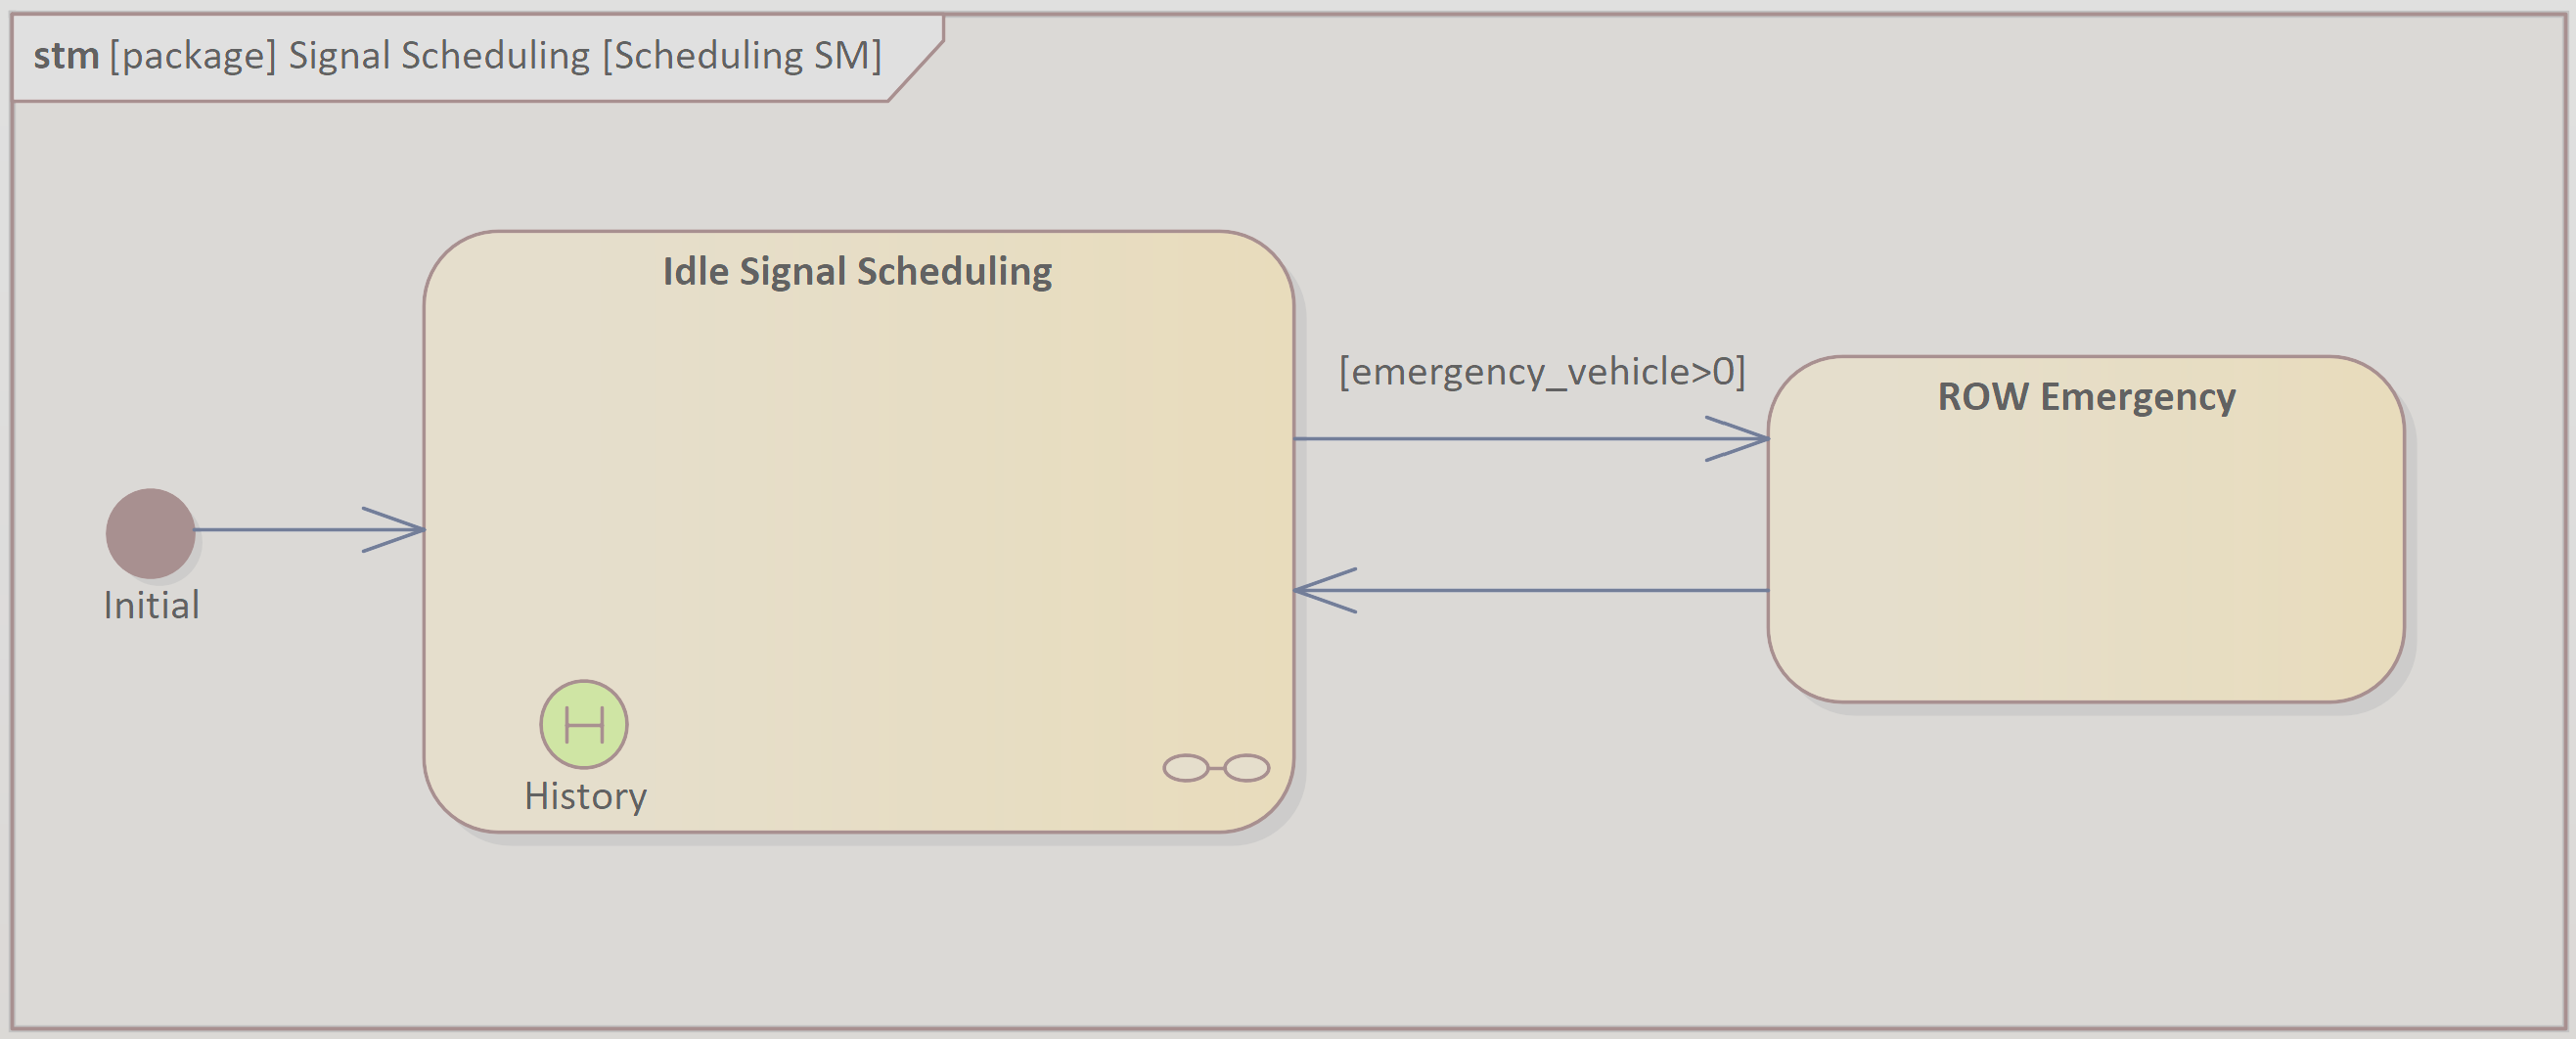 stm [package] Signal Scheduling [Scheduling SM]
Idle Signal Scheduling
[emergency_vehicle>0]
ROW Emergency
Initial
H
History